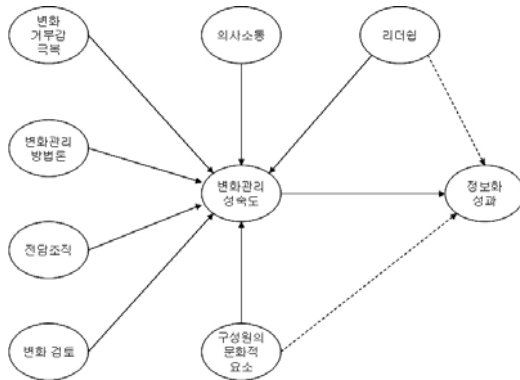 변화
거부감
극복
의사소통
리더쉽
변화관리
방법론
변화관리
성숙도
정보화
성과
전담조직
변화 검토
구성원의
문화적
요소